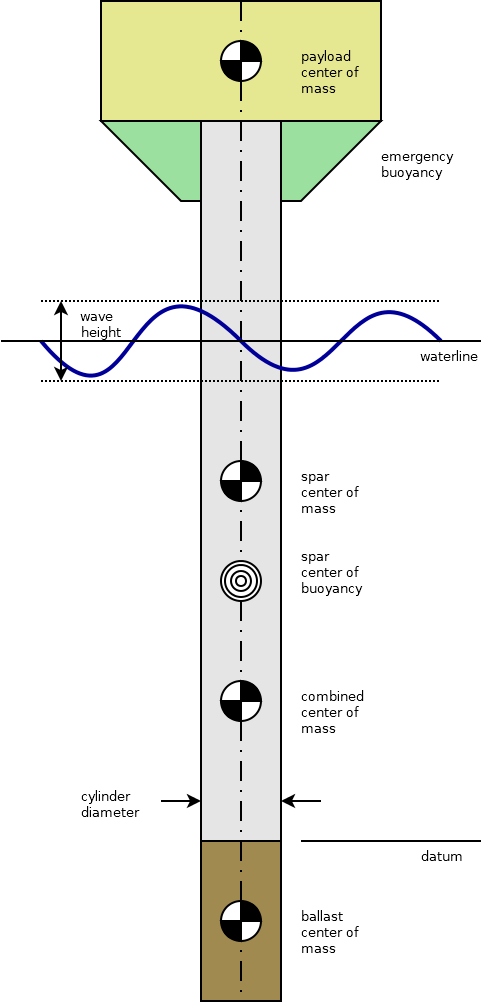 payload
center of
mass
emergency
buoyancy
wave
height
waterline
spar
center of
mass
spar
center of
buoyancy
combined
center of
mass
cylinder
diameter
datum
ballast
center of
mass